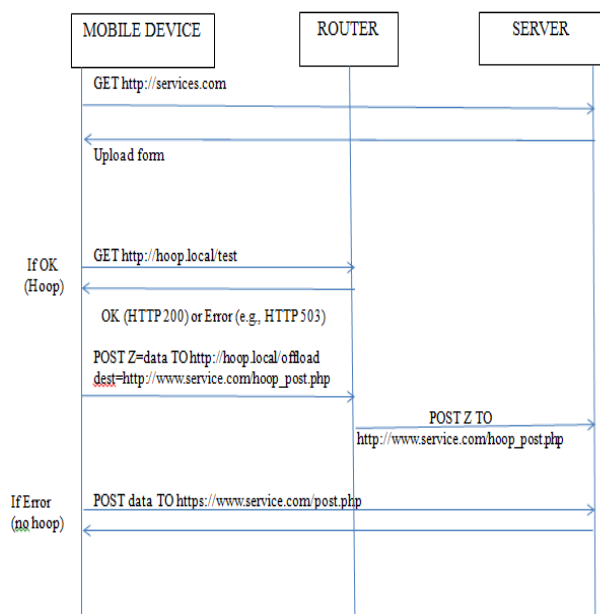 MOBILE DEVICE
ROUTER
SERVER
GET http://services.com
Upload form
GET http://hoop.local/test
If OK
(Hoop)
OK (HTTP 200) or Error (e.g., HTTP 503)
POST Z=data TO http://hoop.local/offload
dest=http://www.service.com/hoop_post.php
POST Z TO
http://www.service.com/hoop_post.php
If Error
(no hoop)
POST data TO https://www.service.com/post.php